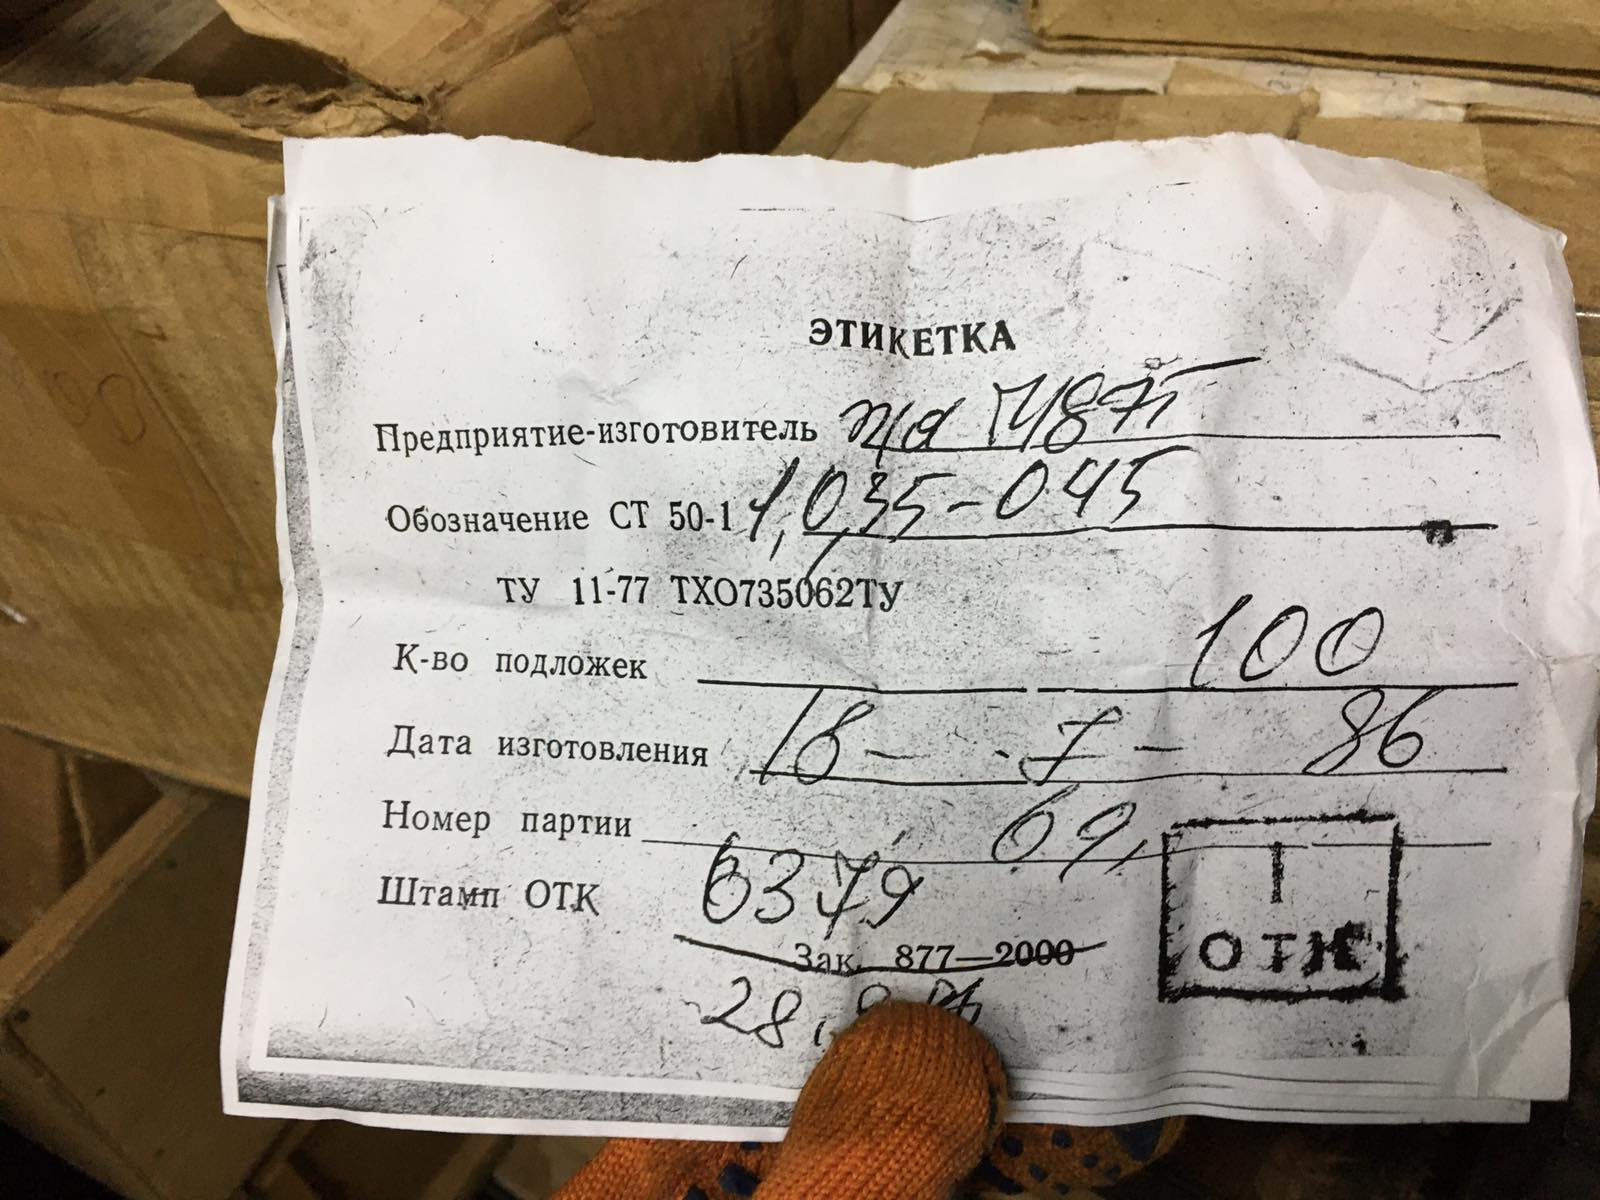 ЭТИКЕТКА
Предприятие-изготовитель
Обозначение СТ 50-1 1,035-045
ТУ 11-77 ТХО735062ТУ
К-во подложек 100
Дата изготовления 18 - 7 - 86
Номер партии 69,
Штамп ОТК 6379
Зак. 877—2000
28,
I
ОТК